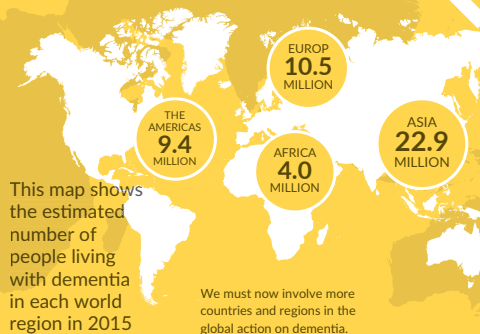 EUROP
10.5
MILLION
THE
AMERICAS
9.4
MILLION
AFRICA
4.0
MILLION
ASIA
22.9
MILLION
This map shows
the estimated
number of
people living
with dementia
in each world
region in 2015
We must now involve more
countries and regions in the
global action on dementia.